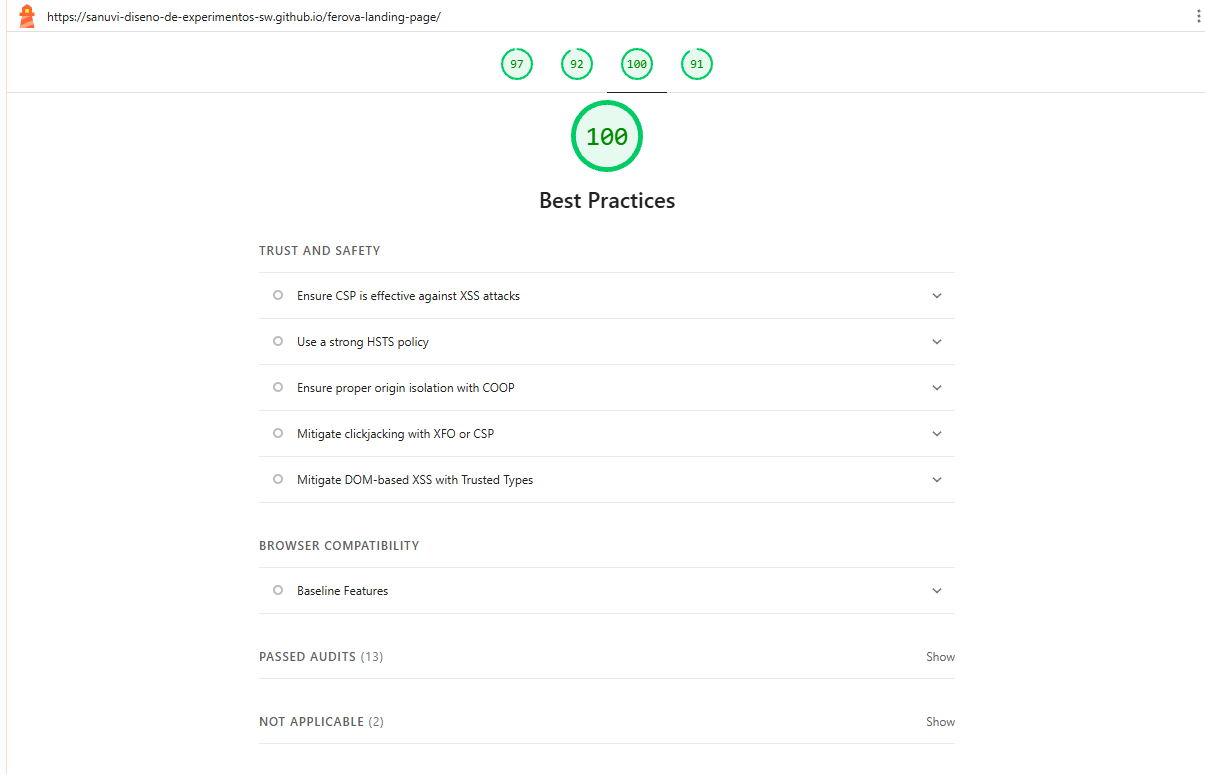 https://sanuvi-diseno-de-experimentos-sw.github.io/ferova-landing-page/
97 92 100 91
100
Best Practices
TRUST AND SAFETY
Ensure CSP is effective against XSS attacks
Use a strong HSTS policy
Ensure proper origin isolation with COOP
Mitigate clickjacking with XFO or CSP
Mitigate DOM-based XSS with Trusted Types
BROWSER COMPATIBILITY
Baseline Features
PASSED AUDITS (13) Show
NOT APPLICABLE (2) Show